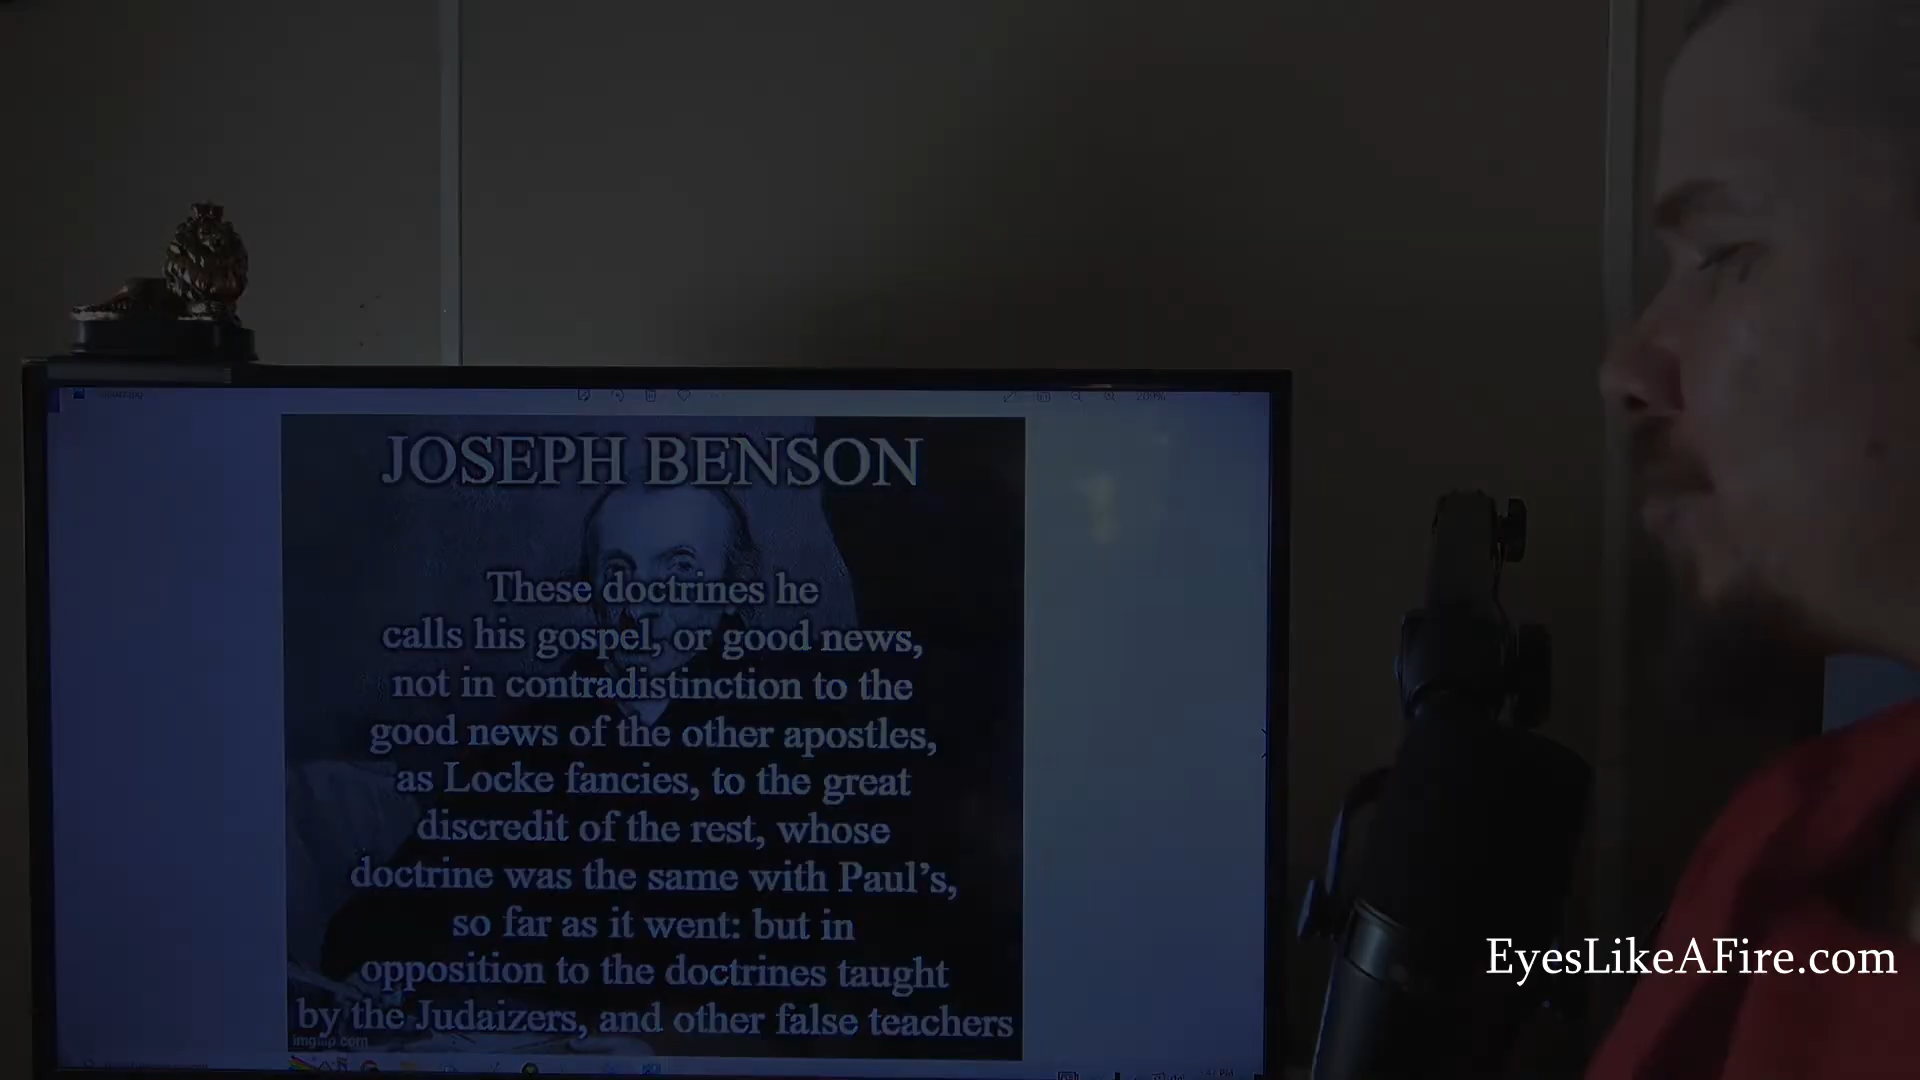 289%
JOSEPH BENSON
These doctrines he
calls his gospel, or good news,
not in contradistinction to the
good news of the other apostles,
as Locke fancies, to the great
discredit of the rest, whose
doctrine was the same with Paul's,
so far as it went: but in
opposition to the doctrines taught
by the Judaizers, and other false teachers
imgflip.com
EyesLikeAFire.com